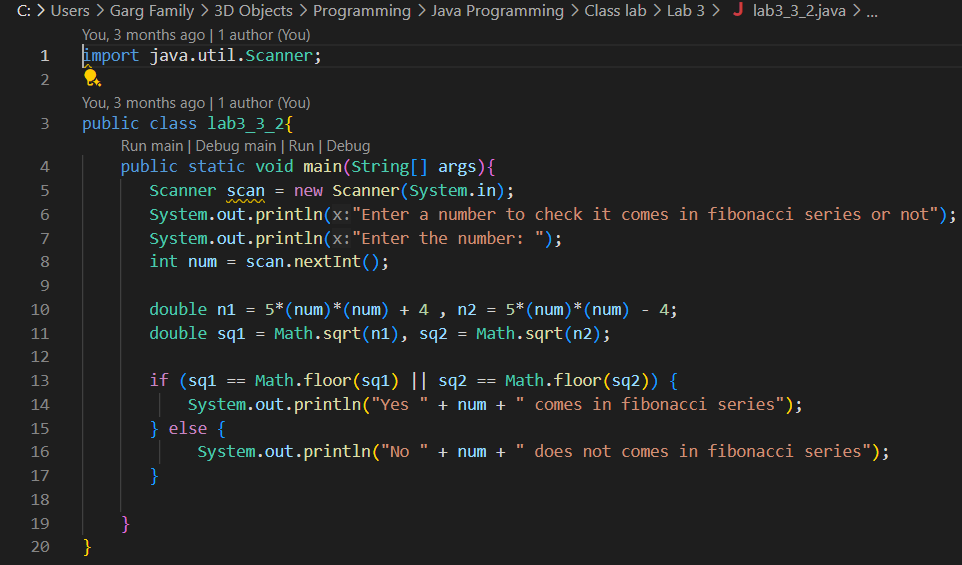 C: > Users > Garg Family > 3D Objects > Programming > Java Programming > Class lab > Lab 3 > J lab3_3_2.java > ...
You, 3 months ago | 1 author (You)
1 import java.util.Scanner;
2
You, 3 months ago | 1 author (You)
3 public class lab3_3_2{
Run main | Debug main | Run | Debug
4 public static void main(String[] args){
5 Scanner scan = new Scanner(System.in);
6 System.out.println(x:"Enter a number to check it comes in fibonacci series or not");
7 System.out.println(x:"Enter the number: ");
8 int num = scan.nextInt();
9
10 double n1 = 5*(num)*(num) + 4 , n2 = 5*(num)*(num) - 4;
11 double sq1 = Math.sqrt(n1), sq2 = Math.sqrt(n2);
12
13 if (sq1 == Math.floor(sq1) || sq2 == Math.floor(sq2)) {
14 System.out.println("Yes " + num + " comes in fibonacci series");
15 } else {
16 System.out.println("No " + num + " does not comes in fibonacci series");
17 }
18
19 }
20 }